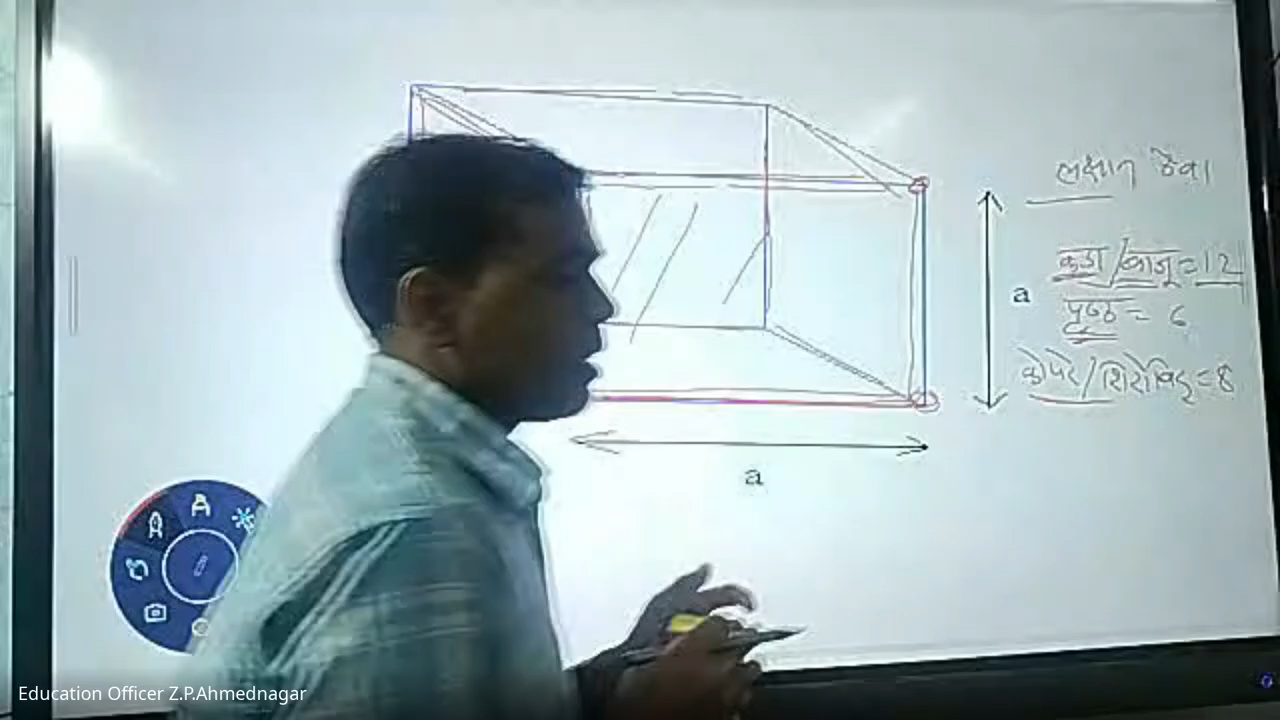 लक्षात ठेवा
कडा/बाजू = 12
a
पृष्ठ = 6
कोपरे/शिरोबिंदू = 8
a
Education Officer Z.P.Ahmednagar